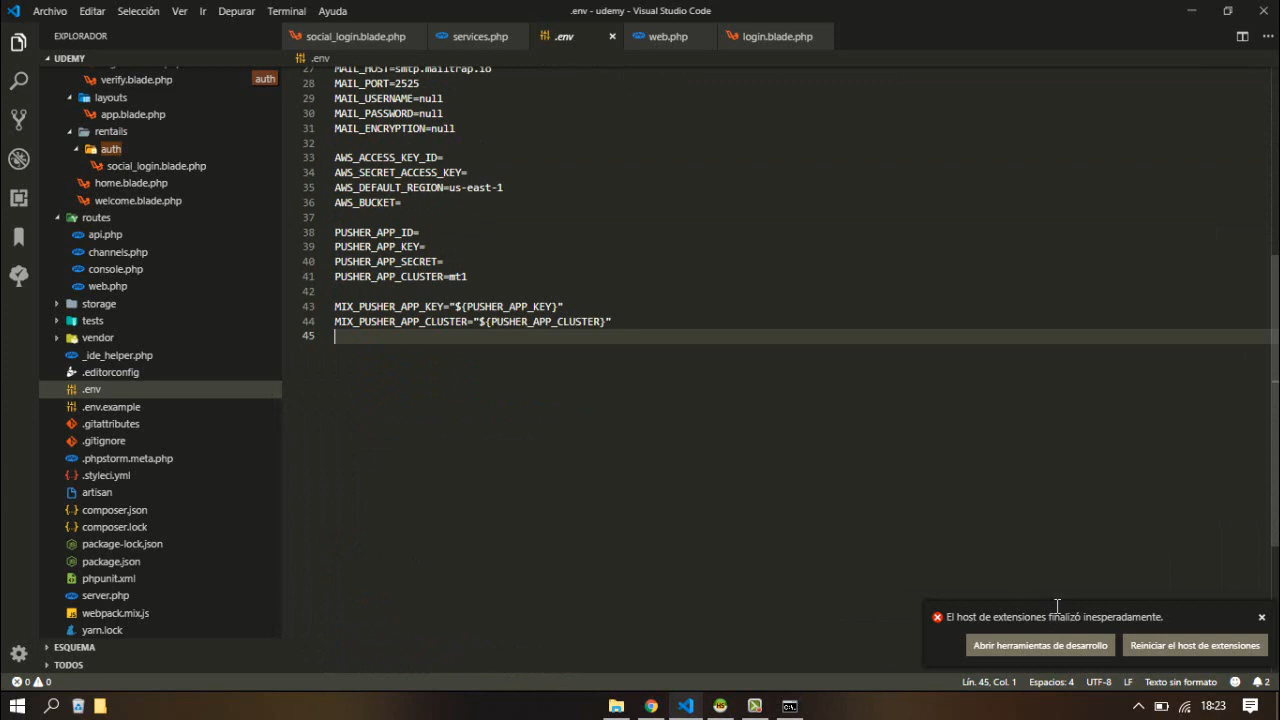 Archivo Editar Selección Ver Ir Depurar Terminal Ayuda
.env - udemy - Visual Studio Code
EXPLORADOR
social_login.blade.php
services.php
.env
web.php
login.blade.php
UDEMY
.env
verify.blade.php
auth
layouts
app.blade.php
rentails
auth
social_login.blade.php
home.blade.php
welcome.blade.php
routes
api.php
channels.php
console.php
web.php
storage
tests
vendor
_ide_helper.php
.editorconfig
.env
.env.example
.gitattributes
.gitignore
.phpstorm.meta.php
.styleci.yml
artisan
composer.json
composer.lock
package-lock.json
package.json
phpunit.xml
server.php
webpack.mix.js
yarn.lock
ESQUEMA
TODOS
27 MAIL_HOST=smtp.mailtrap.io
28 MAIL_PORT=2525
29 MAIL_USERNAME=null
30 MAIL_PASSWORD=null
31 MAIL_ENCRYPTION=null
32
33 AWS_ACCESS_KEY_ID=
34 AWS_SECRET_ACCESS_KEY=
35 AWS_DEFAULT_REGION=us-east-1
36 AWS_BUCKET=
37
38 PUSHER_APP_ID=
39 PUSHER_APP_KEY=
40 PUSHER_APP_SECRET=
41 PUSHER_APP_CLUSTER=mt1
42
43 MIX_PUSHER_APP_KEY="${PUSHER_APP_KEY}"
44 MIX_PUSHER_APP_CLUSTER="${PUSHER_APP_CLUSTER}"
45
El host de extensiones finalizó inesperadamente.
Abrir herramientas de desarrollo
Reiniciar el host de extensiones
0 0
Lín. 45, Col. 1 Espacios: 4 UTF-8 LF Texto sin formato 2
18:23